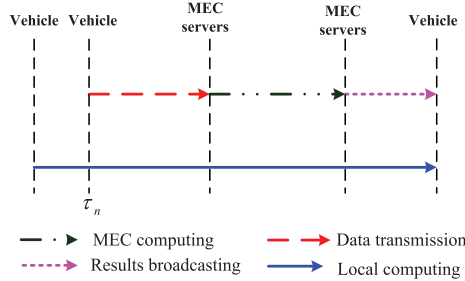 Vehicle Vehicle MEC servers MEC servers Vehicle
τn
MEC computing Data transmission
Results broadcasting Local computing